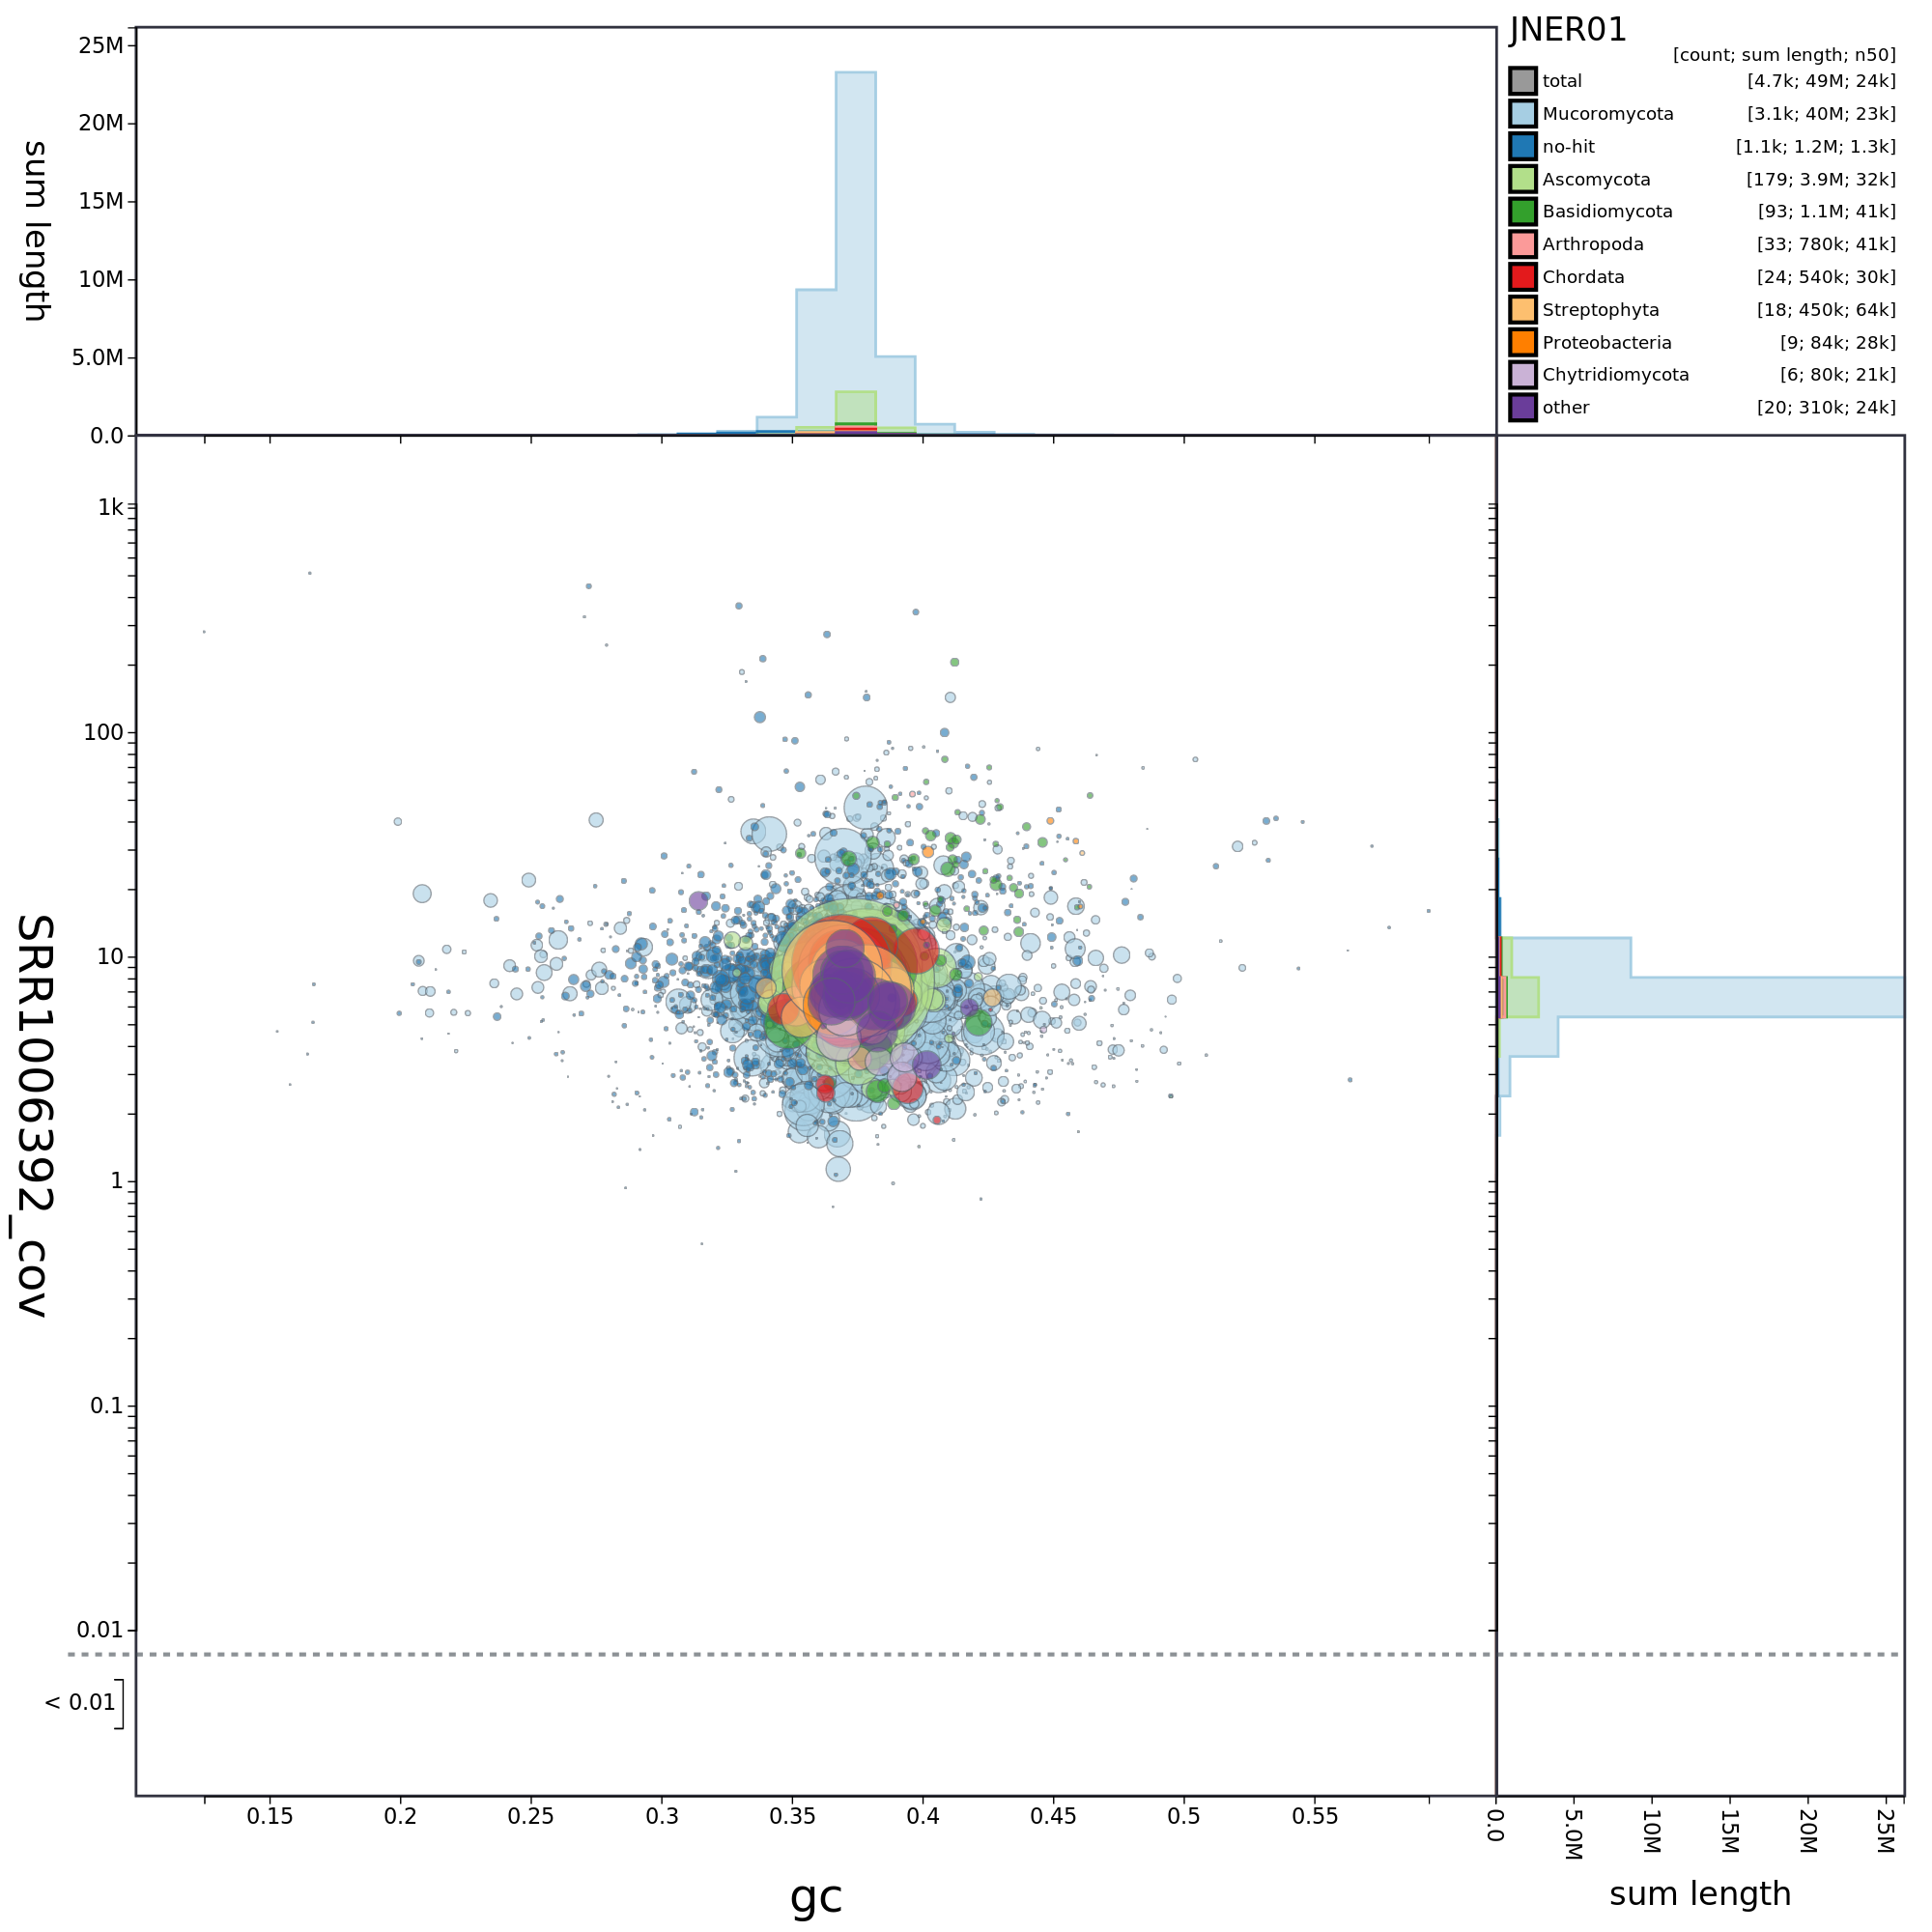 JNER01
[count; sum length; n50]
total [4.7k; 49M; 24k]
Mucoromycota [3.1k; 40M; 23k]
no-hit [1.1k; 1.2M; 1.3k]
Ascomycota [179; 3.9M; 32k]
Basidiomycota [93; 1.1M; 41k]
Arthropoda [33; 780k; 41k]
Chordata [24; 540k; 30k]
Streptophyta [18; 450k; 64k]
Proteobacteria [9; 84k; 28k]
Chytridiomycota [6; 80k; 21k]
other [20; 310k; 24k]
sum length
25M
20M
15M
10M
5.0M
0.0
SRR1006392_cov
1k
100
10
1
0.1
0.01
< 0.01
0.15 0.2 0.25 0.3 0.35 0.4 0.45 0.5 0.55
gc
0.0 5.0M 10M 15M 20M 25M
sum length